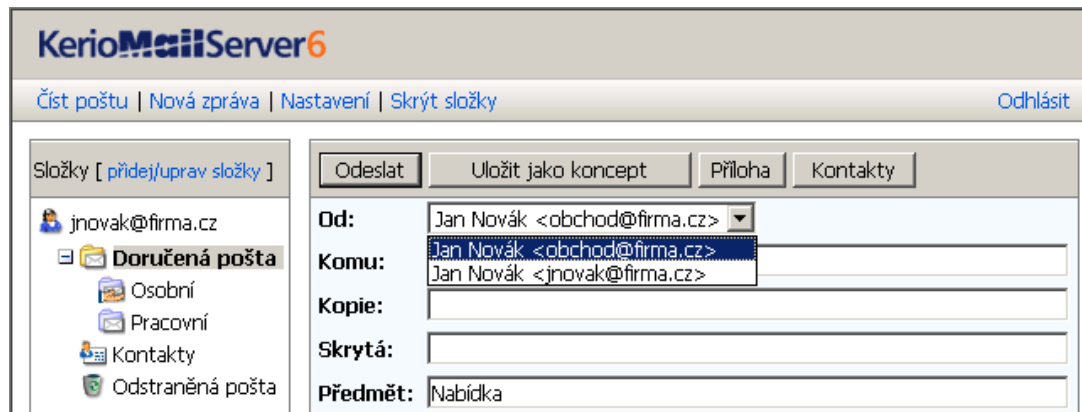 KerioMailServer6
Číst poštu | Nová zpráva | Nastavení | Skrýt složky Odhlásit
Složky [ přidej/uprav složky ]
jnovak@firma.cz
Doručená pošta
Osobní
Pracovní
Kontakty
Odstraněná pošta
Odeslat Uložit jako koncept Příloha Kontakty
Od: Jan Novák <obchod@firma.cz>
Jan Novák <obchod@firma.cz>
Jan Novák <jnovak@firma.cz>
Komu:
Kopie:
Skrytá:
Předmět: Nabídka